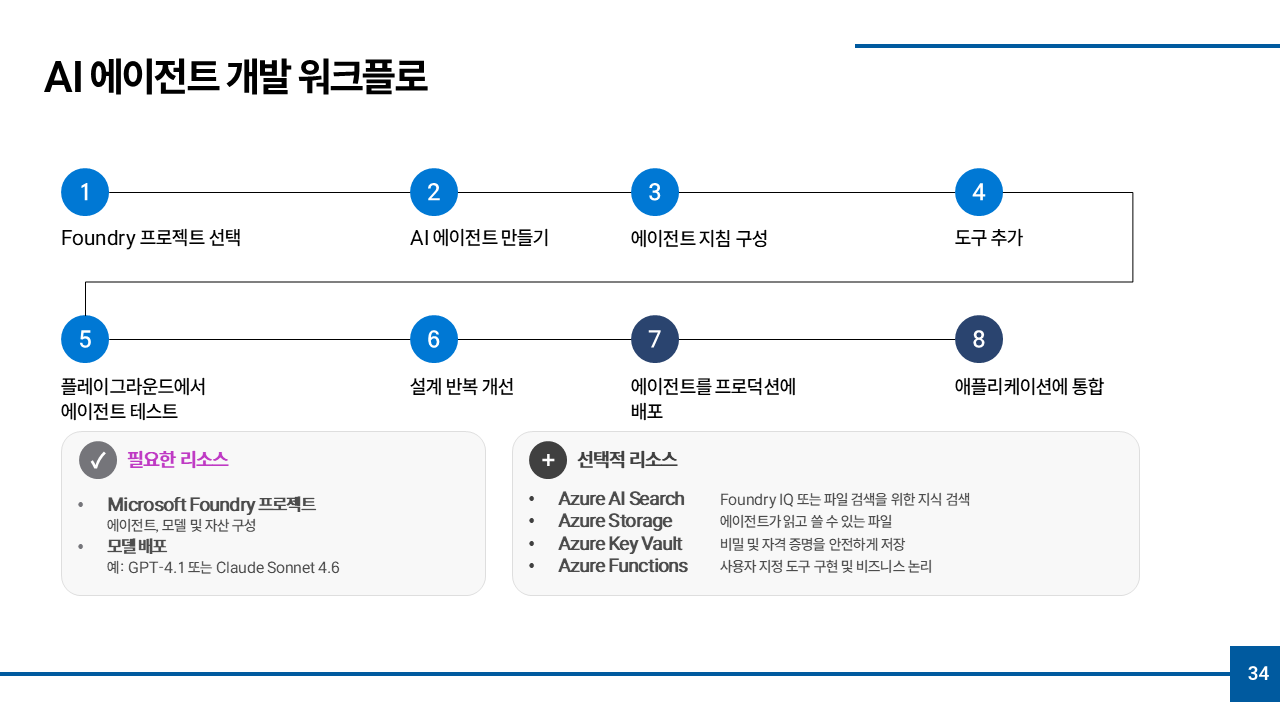 AI 에이전트 개발 워크플로
1
2
3
4
Foundry 프로젝트 선택
AI 에이전트 만들기
에이전트 지침 구성
도구 추가
5
6
7
8
플레이그라운드에서
에이전트 테스트
설계 반복 개선
에이전트를 프로덕션에
배포
애플리케이션에 통합
필요한 리소스
• Microsoft Foundry 프로젝트
에이전트, 모델 및 자산 구성
• 모델 배포
예: GPT-4.1 또는 Claude Sonnet 4.6
선택적 리소스
• Azure AI Search Foundry IQ 또는 파일 검색을 위한 지식 검색
• Azure Storage 에이전트가 읽고 쓸 수 있는 파일
• Azure Key Vault 비밀 및 자격 증명을 안전하게 저장
• Azure Functions 사용자 지정 도구 구현 및 비즈니스 논리
34